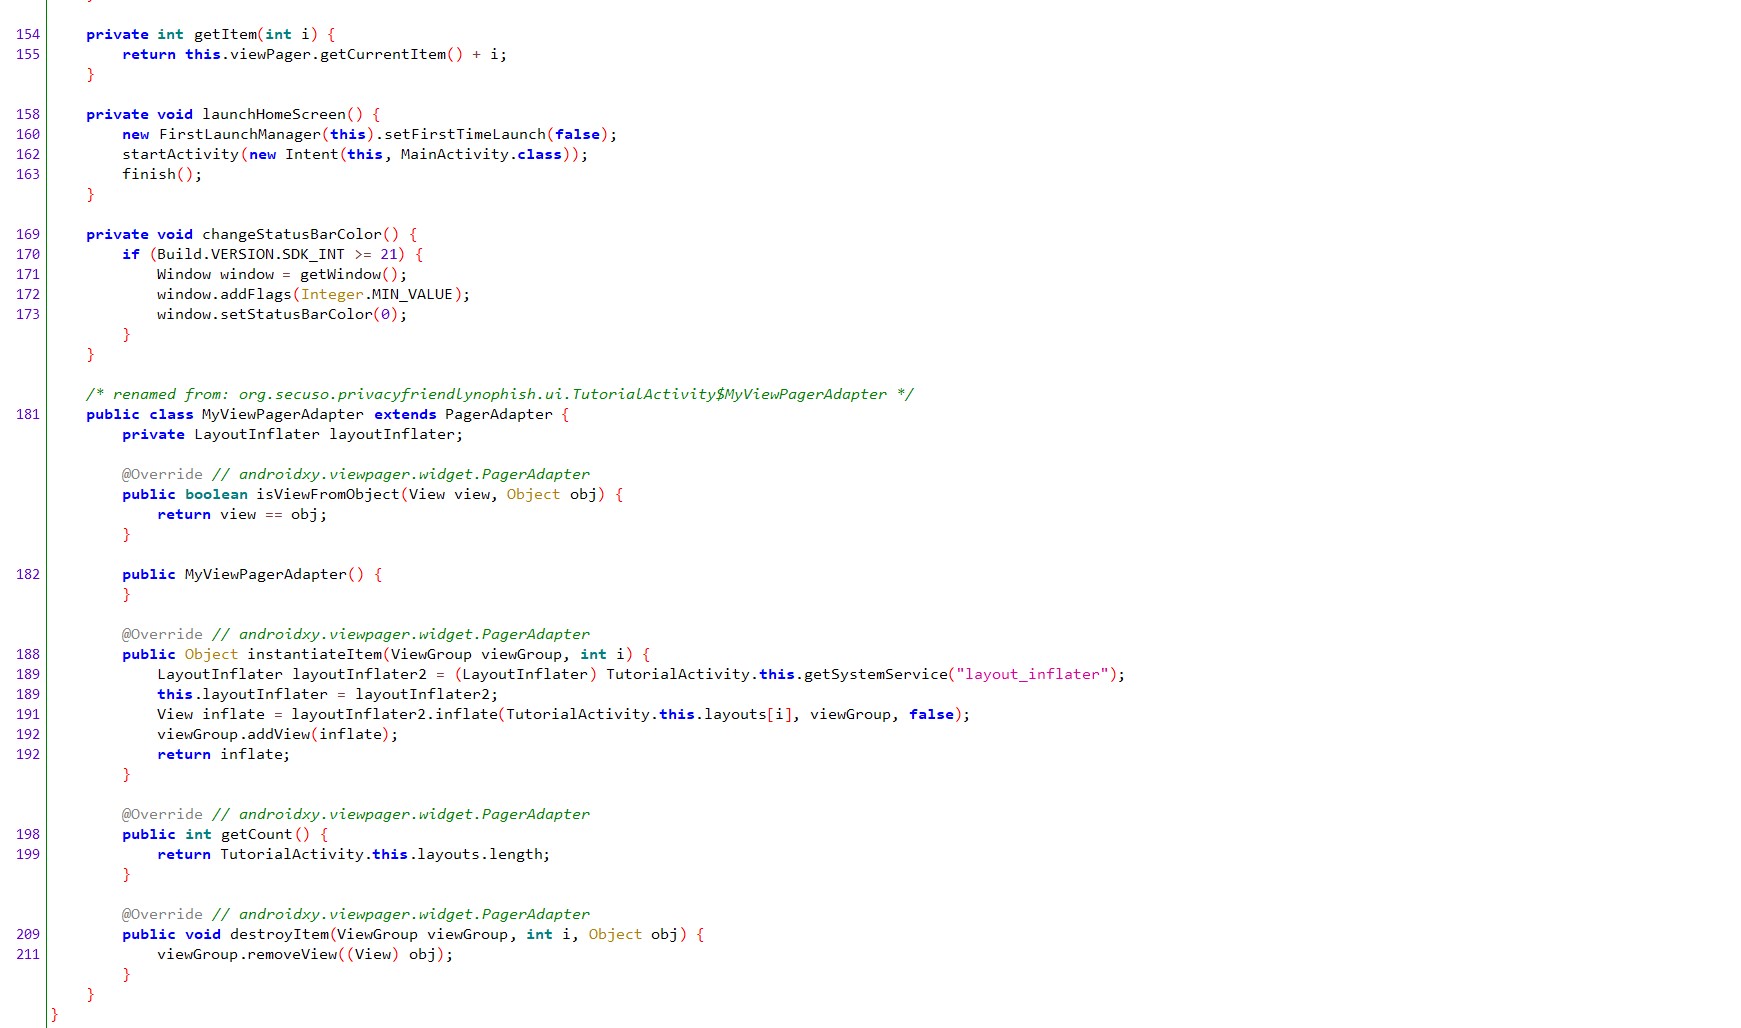 }
154 private int getItem(int i) {
155 return this.viewPager.getCurrentItem() + i;
}
158 private void launchHomeScreen() {
160 new FirstLaunchManager(this).setFirstTimeLaunch(false);
162 startActivity(new Intent(this, MainActivity.class));
163 finish();
}
169 private void changeStatusBarColor() {
170 if (Build.VERSION.SDK_INT >= 21) {
171 Window window = getWindow();
172 window.addFlags(Integer.MIN_VALUE);
173 window.setStatusBarColor(0);
}
}
/* renamed from: org.secuso.privacyfriendlynophish.ui.TutorialActivity$MyViewPagerAdapter */
181 public class MyViewPagerAdapter extends PagerAdapter {
private LayoutInflater layoutInflater;
@Override // androidxy.viewpager.widget.PagerAdapter
public boolean isViewFromObject(View view, Object obj) {
return view == obj;
}
182 public MyViewPagerAdapter() {
}
@Override // androidxy.viewpager.widget.PagerAdapter
188 public Object instantiateItem(ViewGroup viewGroup, int i) {
189 LayoutInflater layoutInflater2 = (LayoutInflater) TutorialActivity.this.getSystemService("layout_inflater");
189 this.layoutInflater = layoutInflater2;
191 View inflate = layoutInflater2.inflate(TutorialActivity.this.layouts[i], viewGroup, false);
192 viewGroup.addView(inflate);
192 return inflate;
}
@Override // androidxy.viewpager.widget.PagerAdapter
198 public int getCount() {
199 return TutorialActivity.this.layouts.length;
}
@Override // androidxy.viewpager.widget.PagerAdapter
209 public void destroyItem(ViewGroup viewGroup, int i, Object obj) {
211 viewGroup.removeView((View) obj);
}
}
}